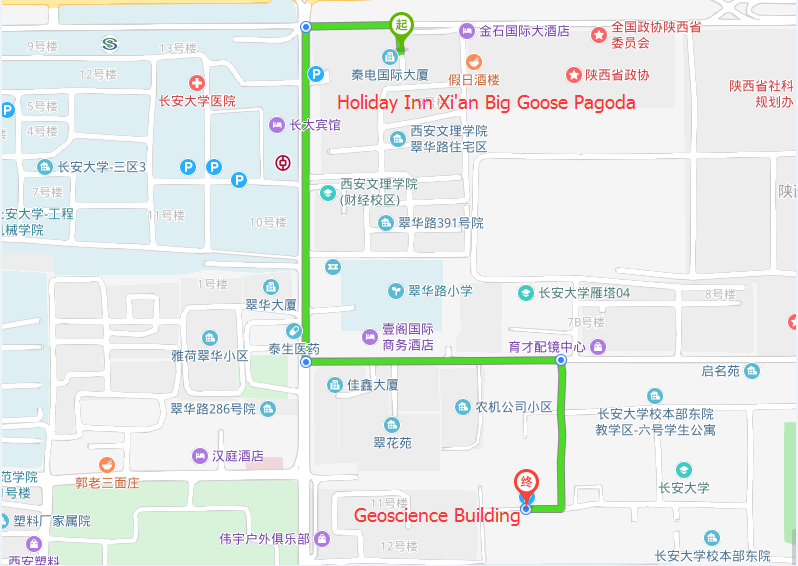 起
金石国际大酒店
全国政协陕西省
委员会
9号楼
13号楼
12号楼
秦电国际大厦
假日酒楼
陕西省政协
陕西省社科
规划办
长安大学医院
Holiday Inn Xi'an Big Goose Pagoda
P
P
5号楼
4号楼
长大宾馆
西安文理学院
翠华路住宅区
长安大学-三区3
P
P
P
7号楼
西安文理学院
(财经校区)
陕西
长安大学-工程
机械学院
11号楼
10号楼
翠华路391号院
1号楼
翠华大厦
翠华路小学
长安大学雁塔04
8号楼
7B号楼
泰生医药
壹阁国际
商务酒店
育才配镜中心
雅荷翠华小区
启名苑
佳鑫大厦
翠华路286号院
农机公司小区
长安大学校本部东院
教学区-六号学生公寓
翠花苑
汉庭酒店
郭老三面庄
范学院
1号楼
终
长安大学
11号楼
Geoscience Building
塑料厂家属院
伟宇户外俱乐部
12号楼
西安塑料
长安大学校本部东院